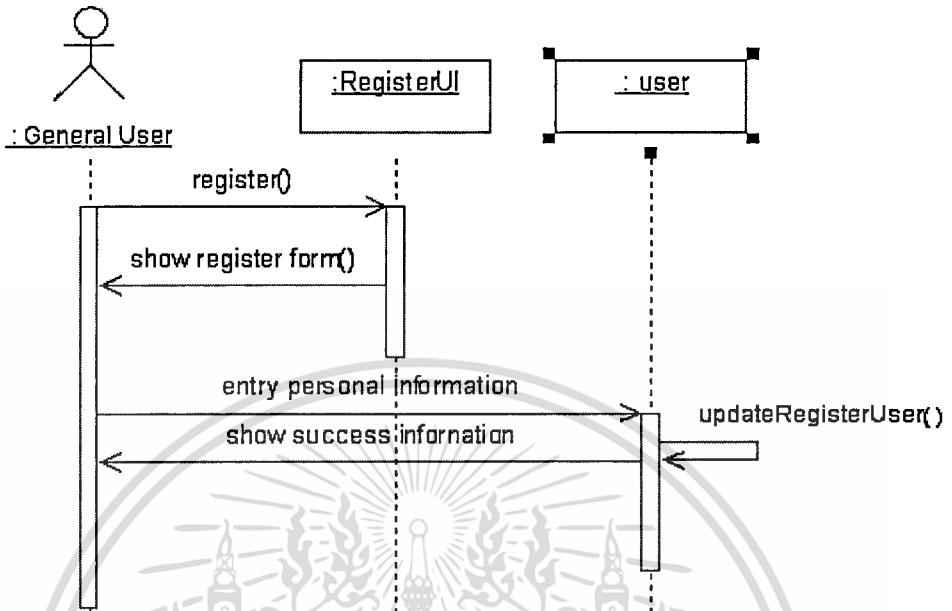 :RegisterUI
: user
: General User
register()
show register form()
entry personal information
updateRegisterUser()
show success infornation